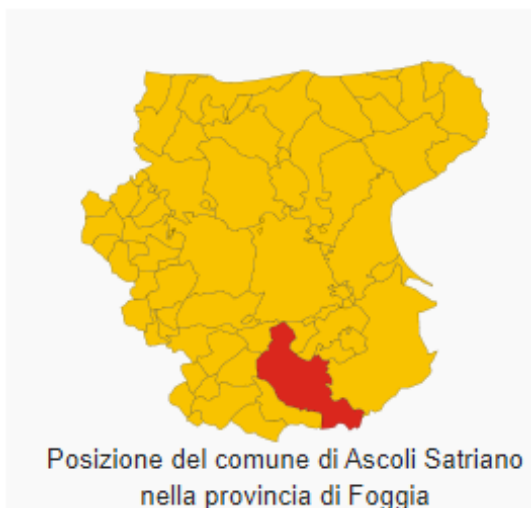 Posizione del comune di Ascoli Satriano
nella provincia di Foggia